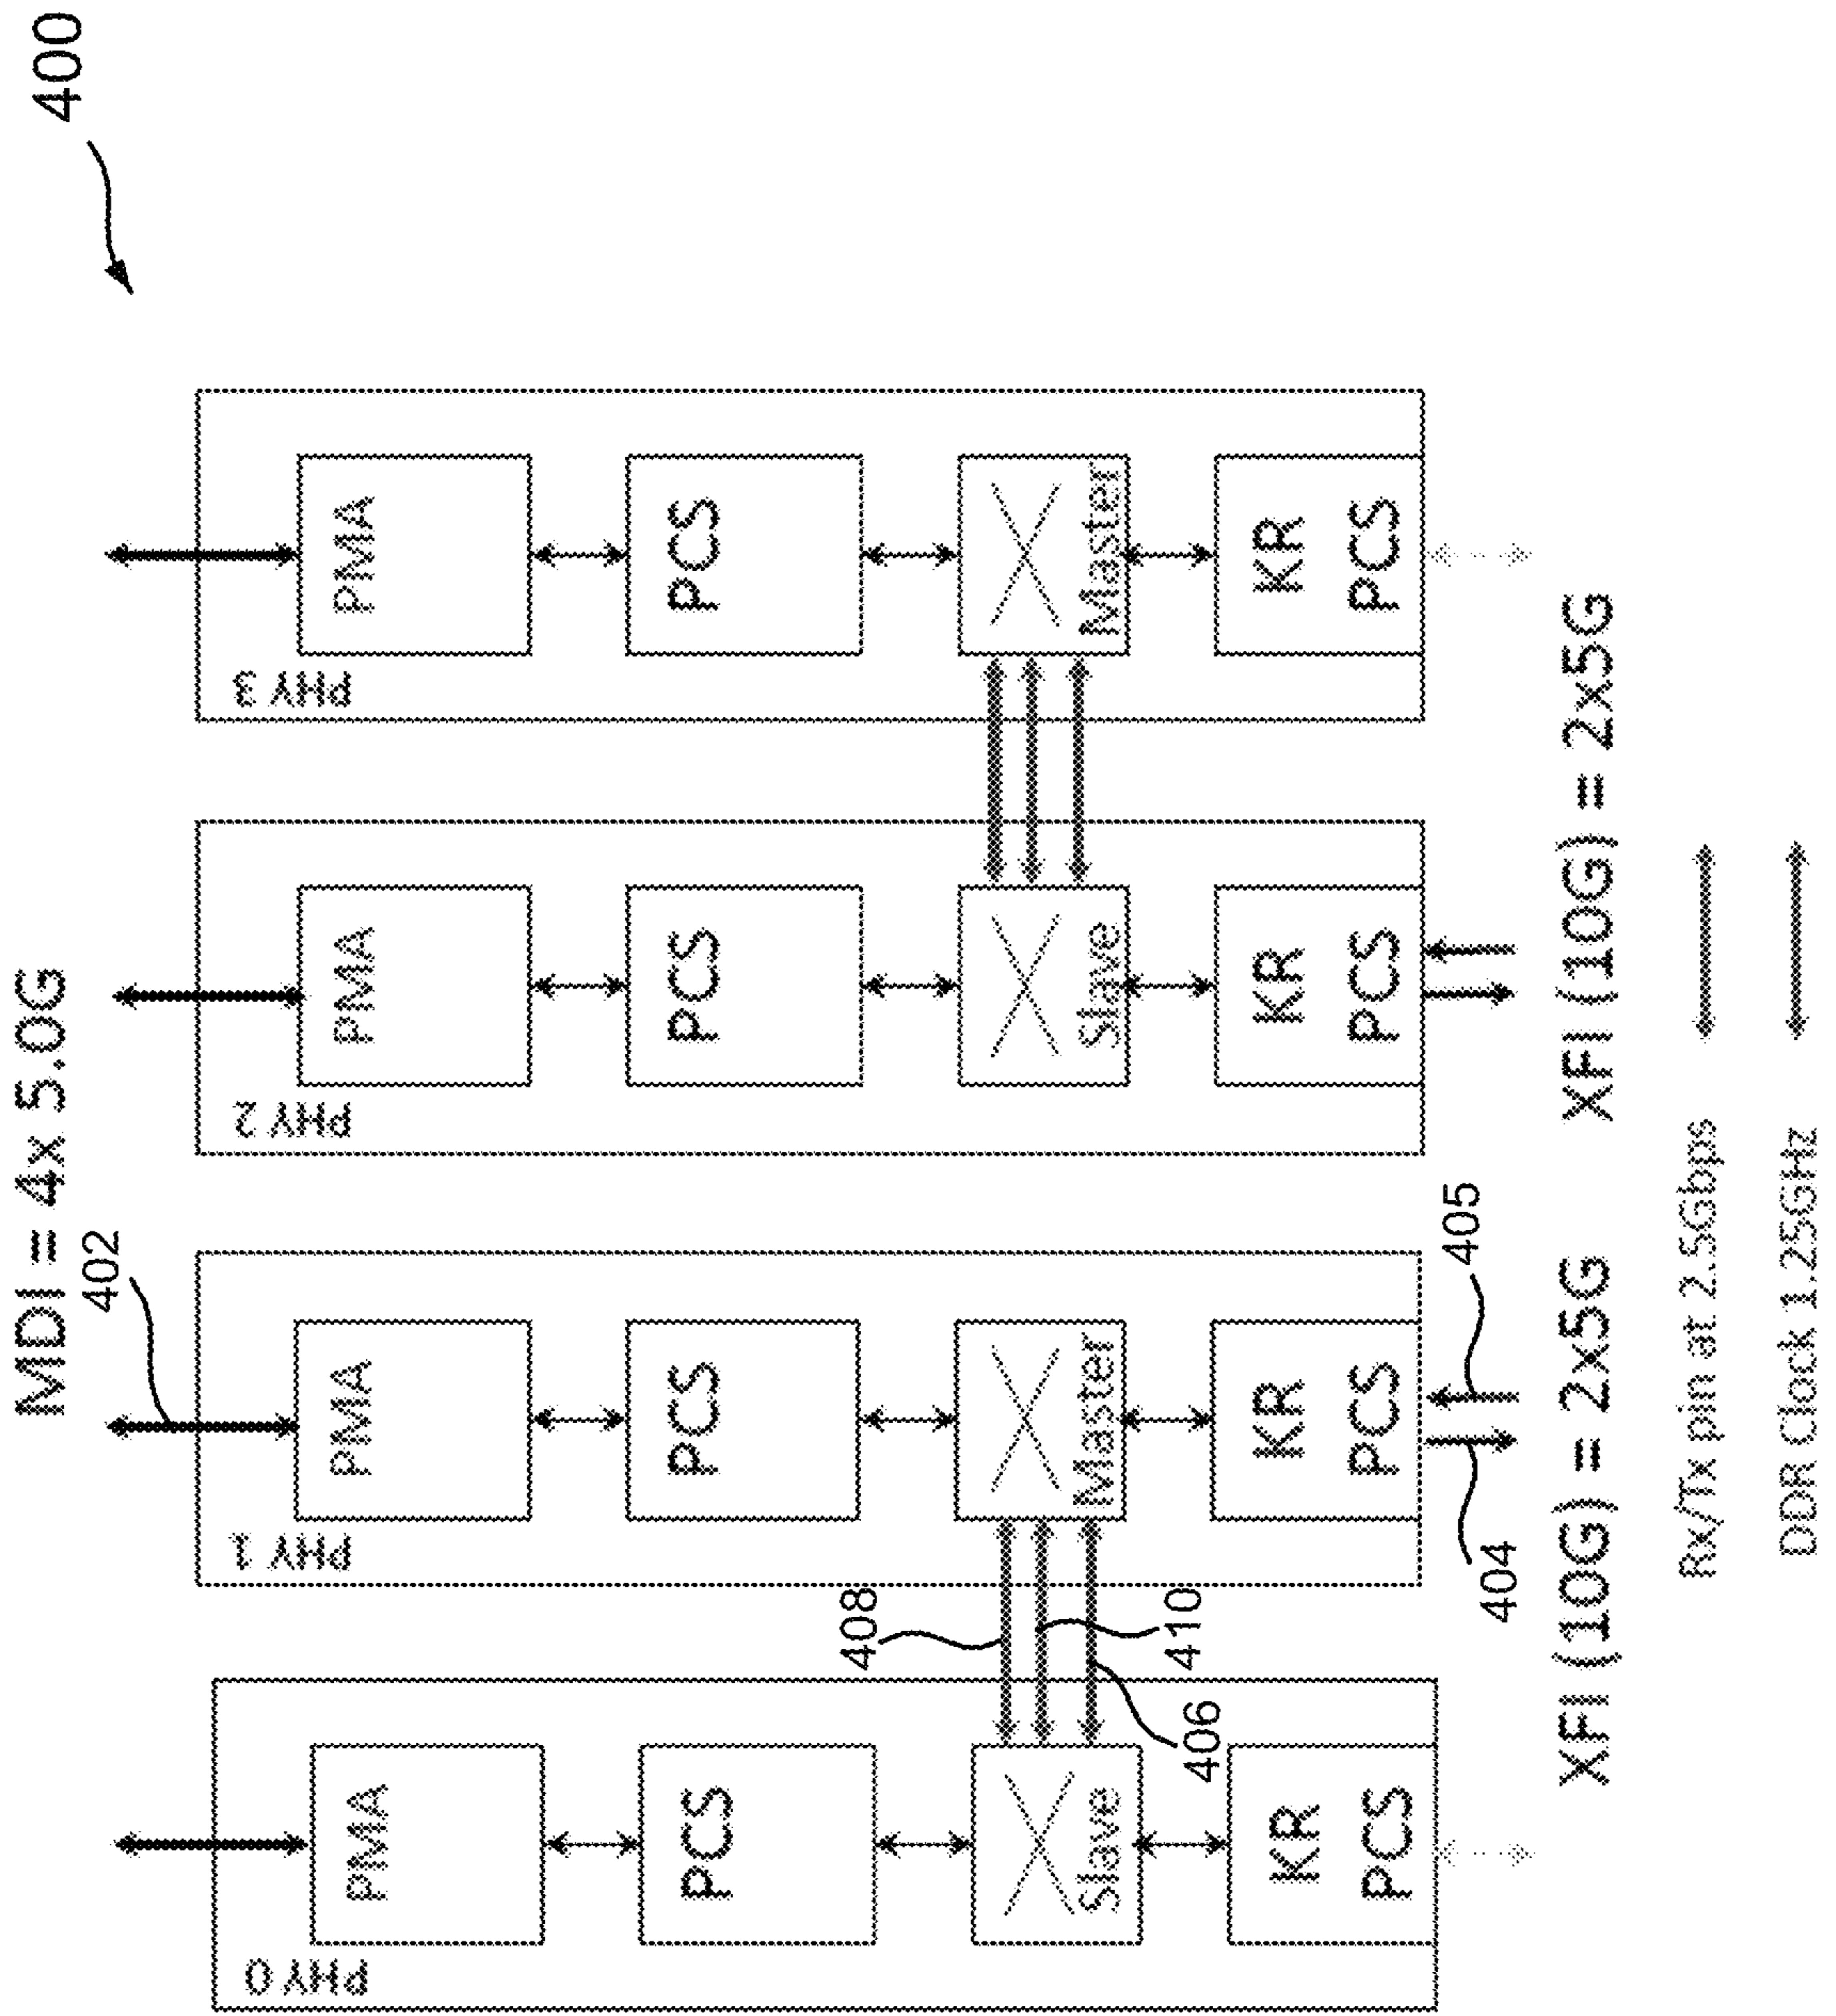 400
MDI = 4x 5.0G
402
PHY 0
PMA
PCS
Slave
KR
PCS
PHY 1
PMA
PCS
Master
KR
PCS
PHY 2
PMA
PCS
Slave
KR
PCS
PHY 3
PMA
PCS
Master
KR
PCS
408
410
406
404
405
XFI (10G) = 2x5G
XFI (10G) = 2x5G
Rx/Tx pin at 2.5Gbps
DDR Clock 1.25GHz